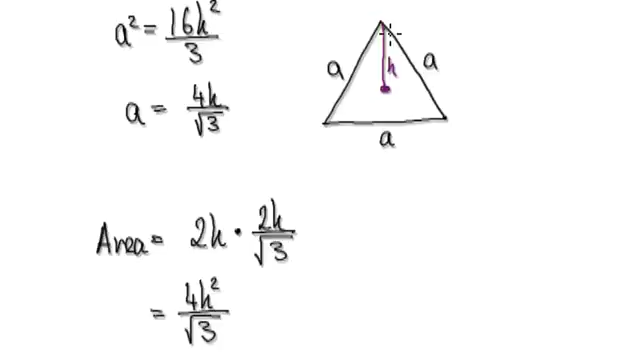 a² = 16h²/3
a = 4h/√3
a
h
a
a
Area = 2h · 2h/√3
= 4h²/√3